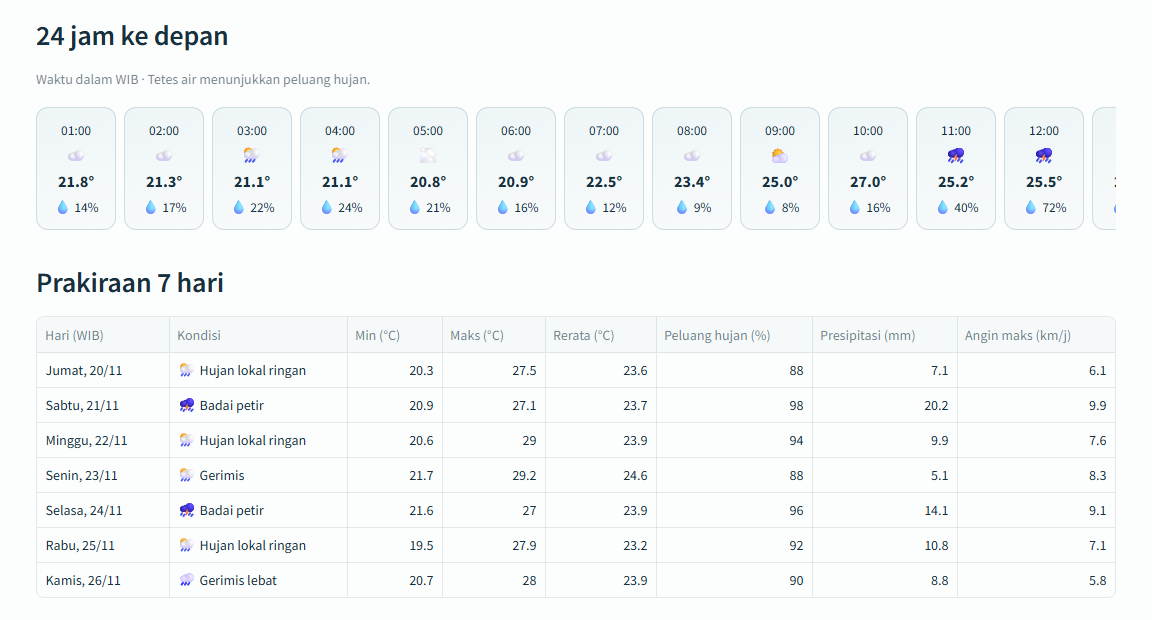 24 jam ke depan
Waktu dalam WIB · Tetes air menunjukkan peluang hujan.
01:00 02:00 03:00 04:00 05:00 06:00 07:00 08:00 09:00 10:00 11:00 12:00
21.8° 21.3° 21.1° 21.1° 20.8° 20.9° 22.5° 23.4° 25.0° 27.0° 25.2° 25.5°
14% 17% 22% 24% 21% 16% 12% 9% 8% 16% 40% 72%
Prakiraan 7 hari
Hari (WIB) Kondisi Min (°C) Maks (°C) Rerata (°C) Peluang hujan (%) Presipitasi (mm) Angin maks (km/j)
Jumat, 20/11 Hujan lokal ringan 20.3 27.5 23.6 88 7.1 6.1
Sabtu, 21/11 Badai petir 20.9 27.1 23.7 98 20.2 9.9
Minggu, 22/11 Hujan lokal ringan 20.6 29 23.9 94 9.9 7.6
Senin, 23/11 Gerimis 21.7 29.2 24.6 88 5.1 8.3
Selasa, 24/11 Badai petir 21.6 27 23.9 96 14.1 9.1
Rabu, 25/11 Hujan lokal ringan 19.5 27.9 23.2 92 10.8 7.1
Kamis, 26/11 Gerimis lebat 20.7 28 23.9 90 8.8 5.8